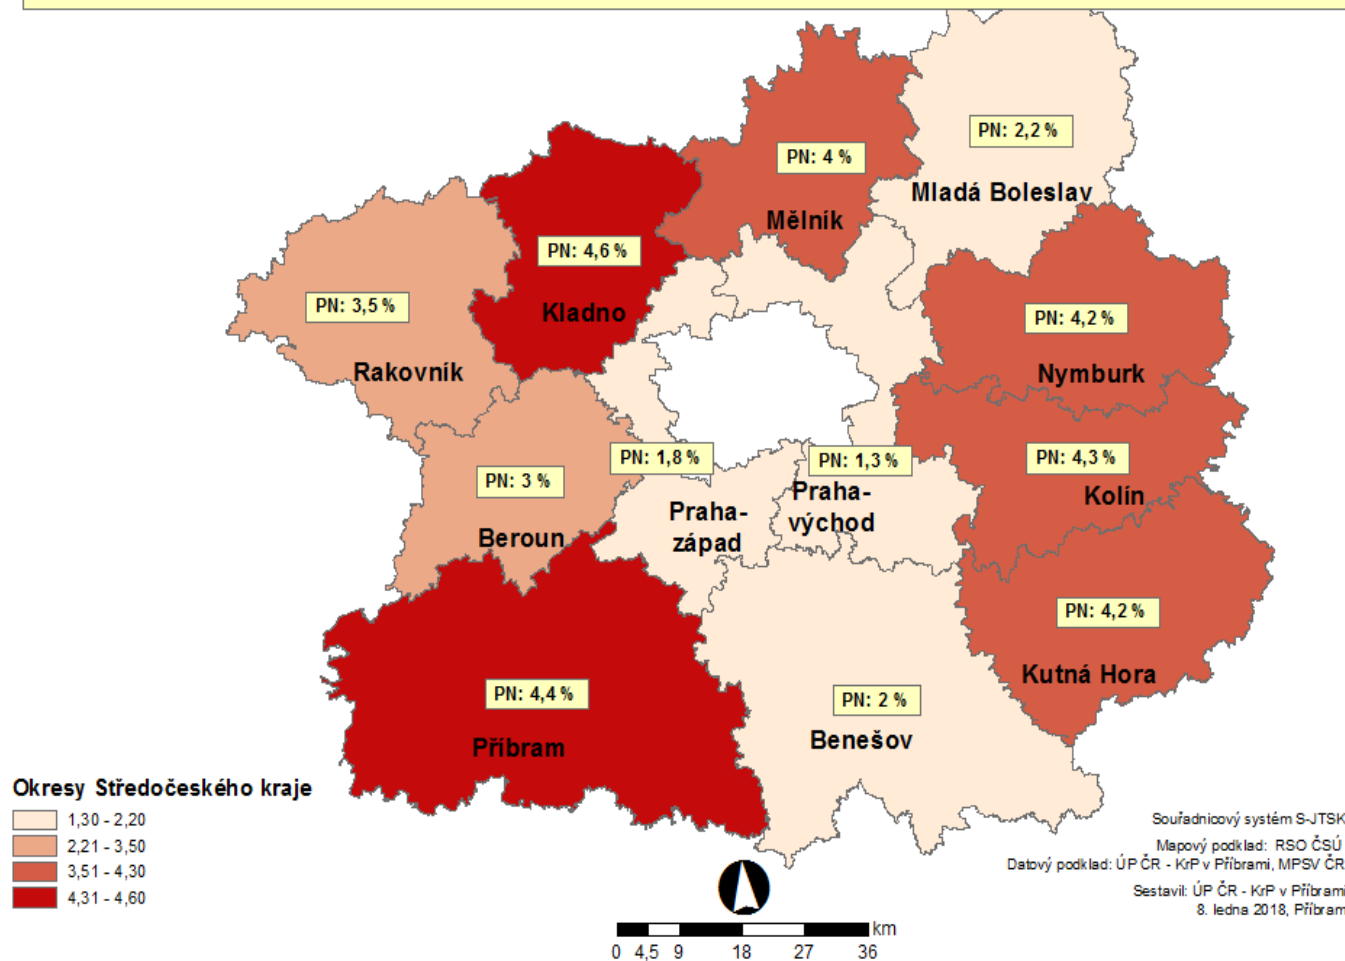 PN: 2,2 %
Mladá Boleslav
PN: 4 %
Mělník
PN: 4,6 %
Kladno
PN: 3,5 %
Rakovník
PN: 4,2 %
Nymburk
PN: 1,8 %
Praha-
západ
PN: 1,3 %
Praha-
východ
PN: 4,3 %
Kolín
PN: 3 %
Beroun
PN: 4,2 %
Kutná Hora
PN: 4,4 %
Příbram
PN: 2 %
Benešov
Okresy Středočeského kraje
1,30 - 2,20
2,21 - 3,50
3,51 - 4,30
4,31 - 4,60
Souřadnicový systém S-JTSK
Mapový podklad: RSO ČSÚ
Datový podklad: ÚP ČR - KrP v Příbrami, MPSV ČR
Sestavil: ÚP ČR - KrP v Příbrami
8. ledna 2018, Příbram
km
0 4,5 9 18 27 36